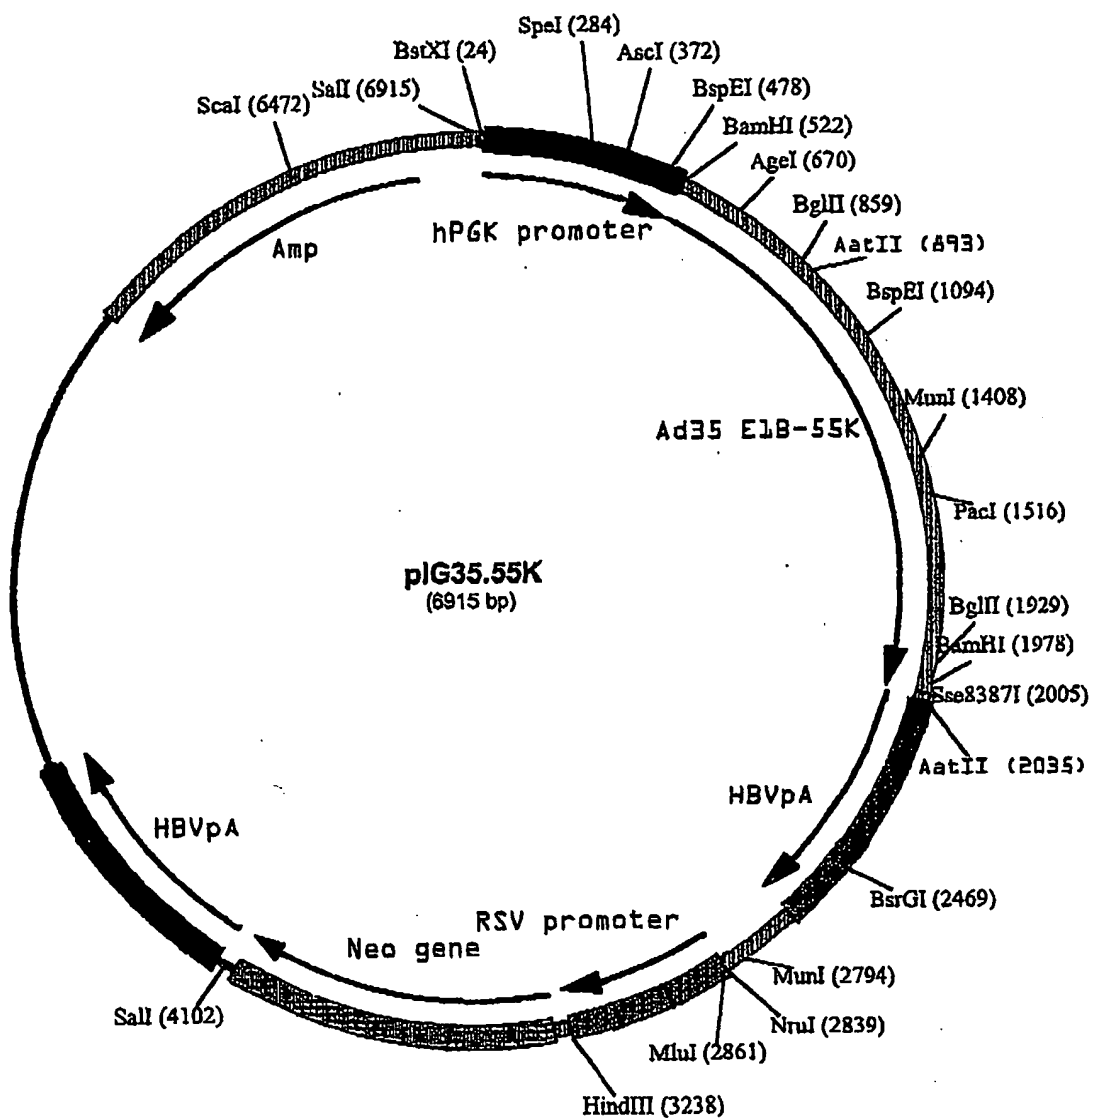 SpeI (284)
BstXI (24)
AscI (372)
SalI (6915)
BspEI (478)
ScaI (6472)
BamHI (522)
AgeI (670)
BglII (859)
hPGK promoter
AatII (893)
Amp
BspEI (1094)
MunI (1408)
Ad35 E1B-55K
PacI (1516)
pIG35.55K
(6915 bp)
BglII (1929)
BamHI (1978)
Sse8387I (2005)
AatII (2035)
HBVpA
HBVpA
BsrGI (2469)
RSV promoter
Neo gene
MunI (2794)
SalI (4102)
NruI (2839)
MluI (2861)
HindIII (3238)